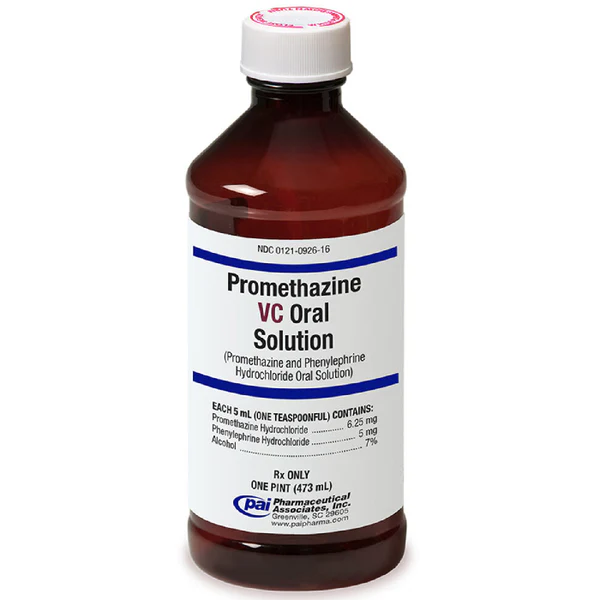 NDC 0121-0926-16
Promethazine
VC Oral
Solution
(Promethazine and Phenylephrine
Hydrochloride Oral Solution)
EACH 5 mL (ONE TEASPOONFUL) CONTAINS:
Promethazine Hydrochloride .......... 6.25 mg
Phenylephrine Hydrochloride .......... 5 mg
Alcohol .......... 7%
Rx ONLY
ONE PINT (473 mL)
pai Pharmaceutical
Associates, Inc.
Greenville, SC 29605
www.paipharma.com